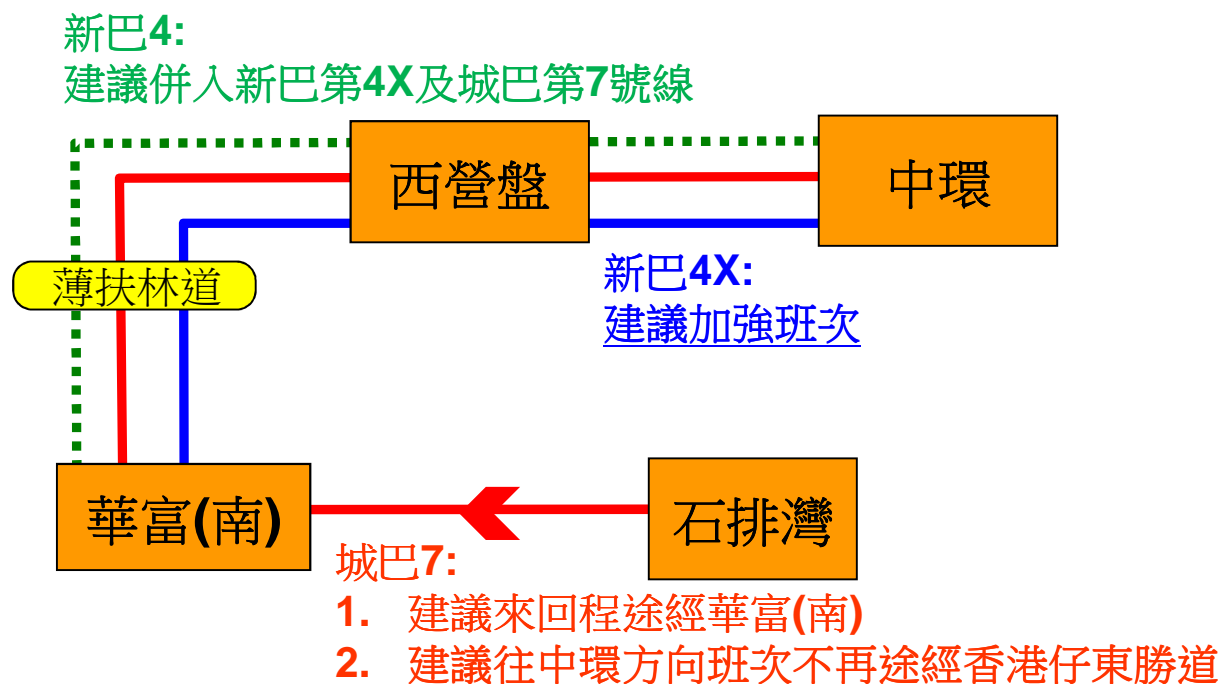 新巴4:
建議併入新巴第4X及城巴第7號線
西營盤
中環
薄扶林道
新巴4X:
建議加強班次
華富(南)
石排灣
城巴7:
1. 建議來回程途經華富(南)
2. 建議往中環方向班次不再途經香港仔東勝道